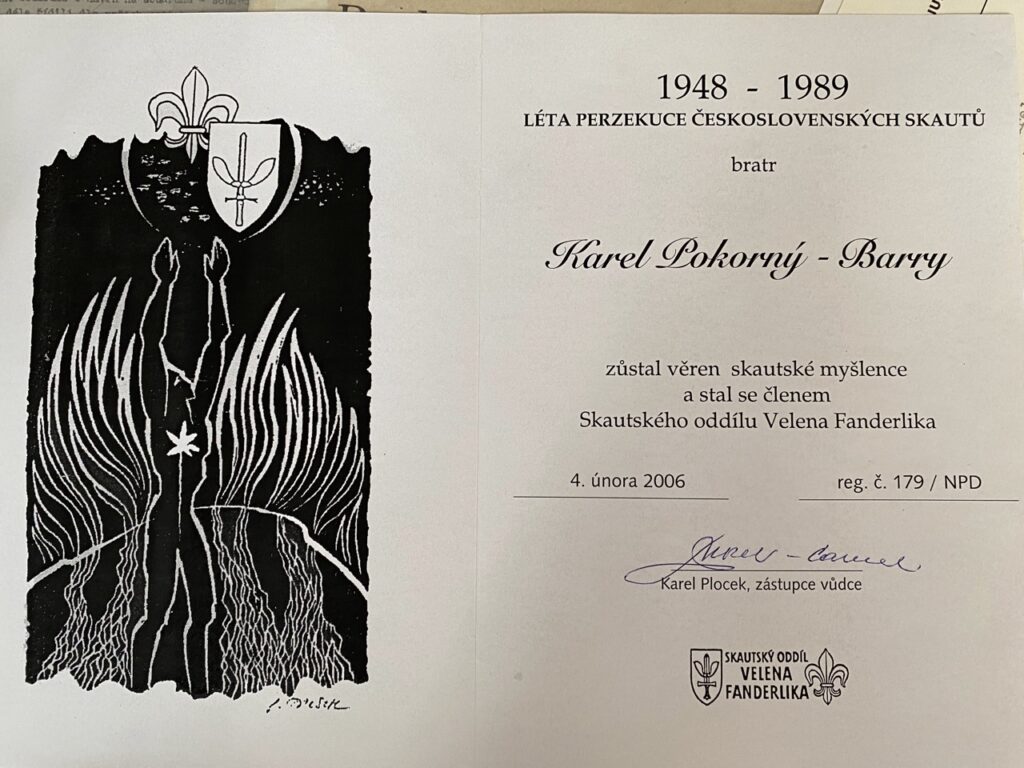 1948 - 1989
LÉTA PERZEKUCE ČESKOSLOVENSKÝCH SKAUTŮ
bratr
Karel Pokorný - Barry
zůstal věren skautské myšlence
a stal se členem
Skautského oddílu Velena Fanderlika
4. února 2006
reg. č. 179 / NPD
Karel Plocek, zástupce vůdce
SKAUTSKÝ ODDÍL
VELENA
FANDERLIKA